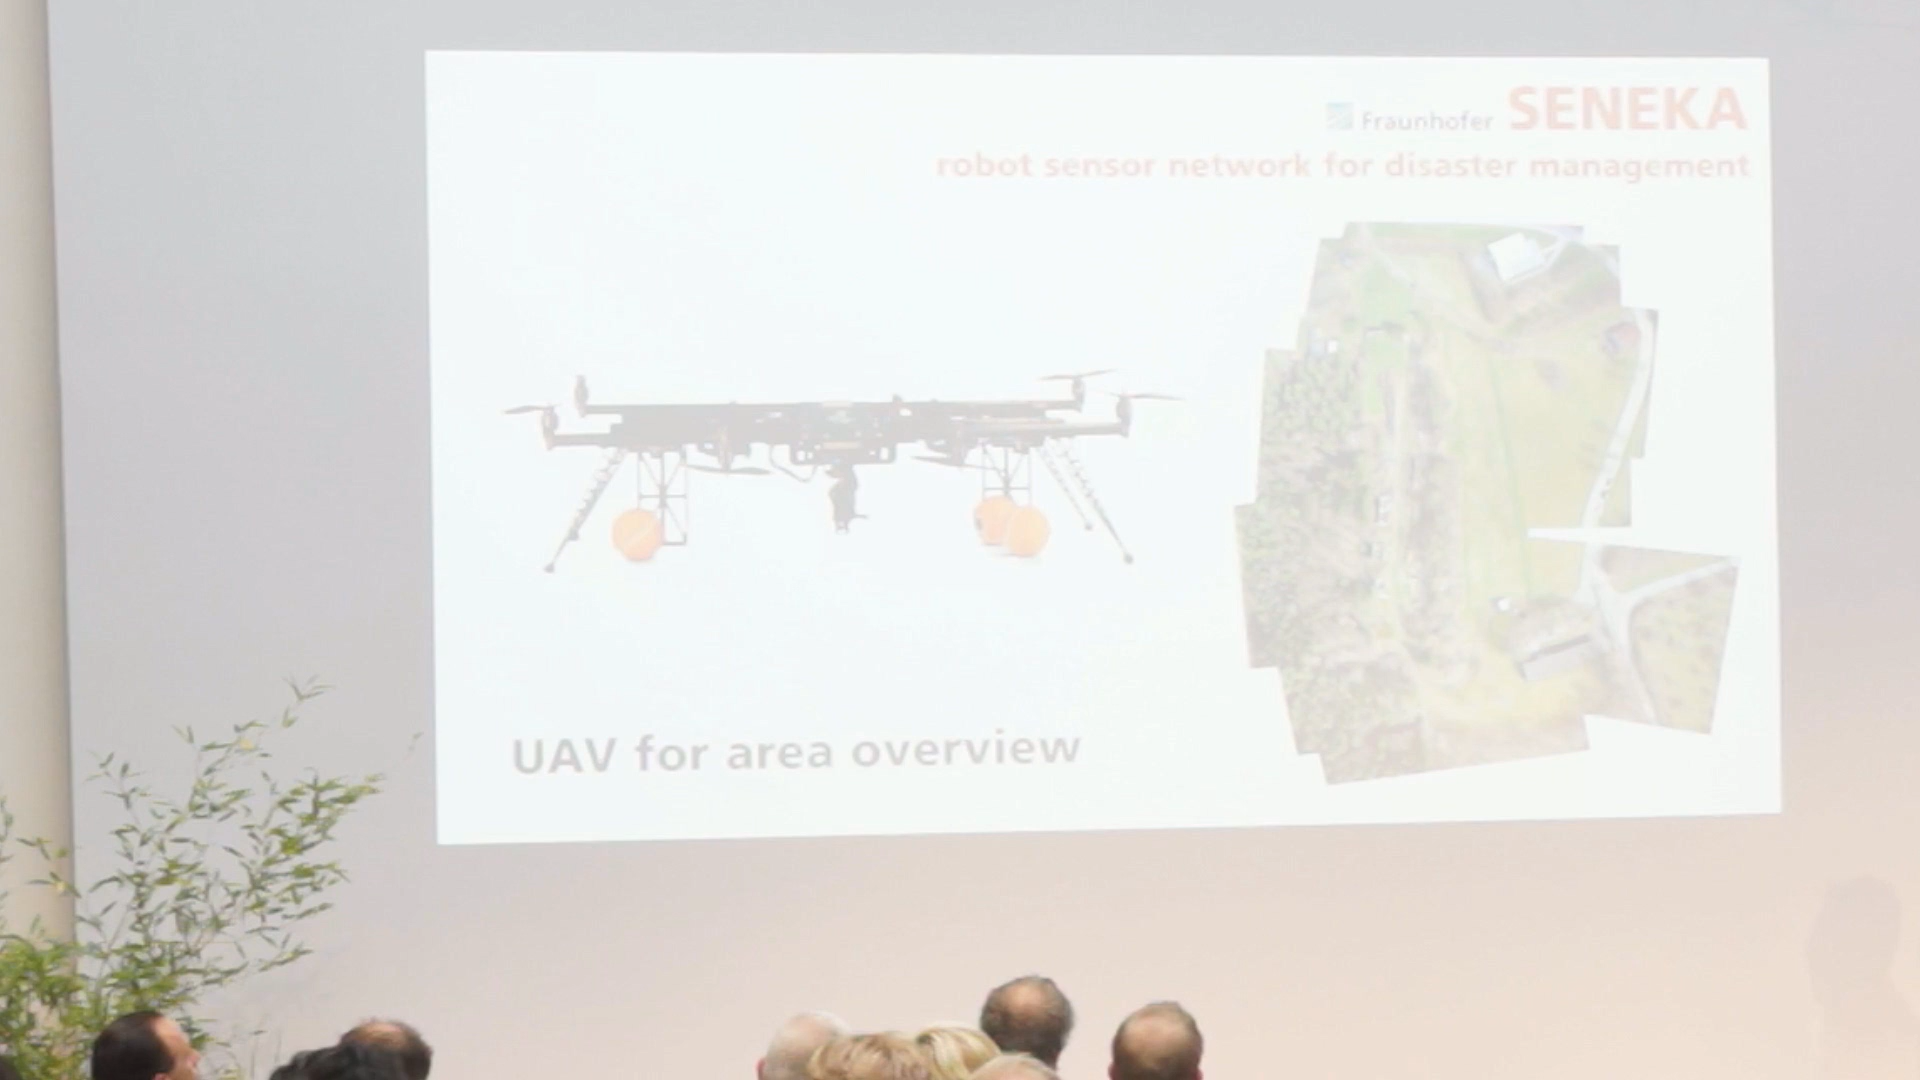 Fraunhofer SENEKA
robot sensor network for disaster management
UAV for area overview